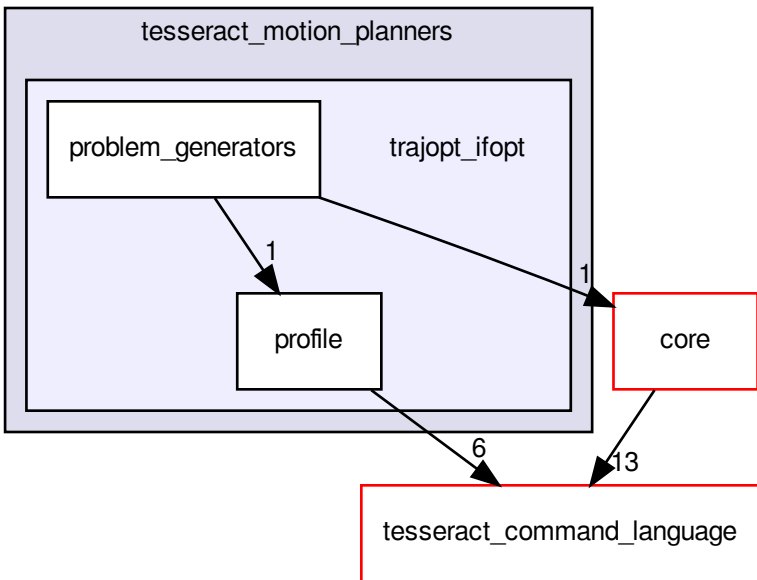 tesseract_motion_planners
problem_generators
trajopt_ifopt
1
1
profile
core
6
13
tesseract_command_language